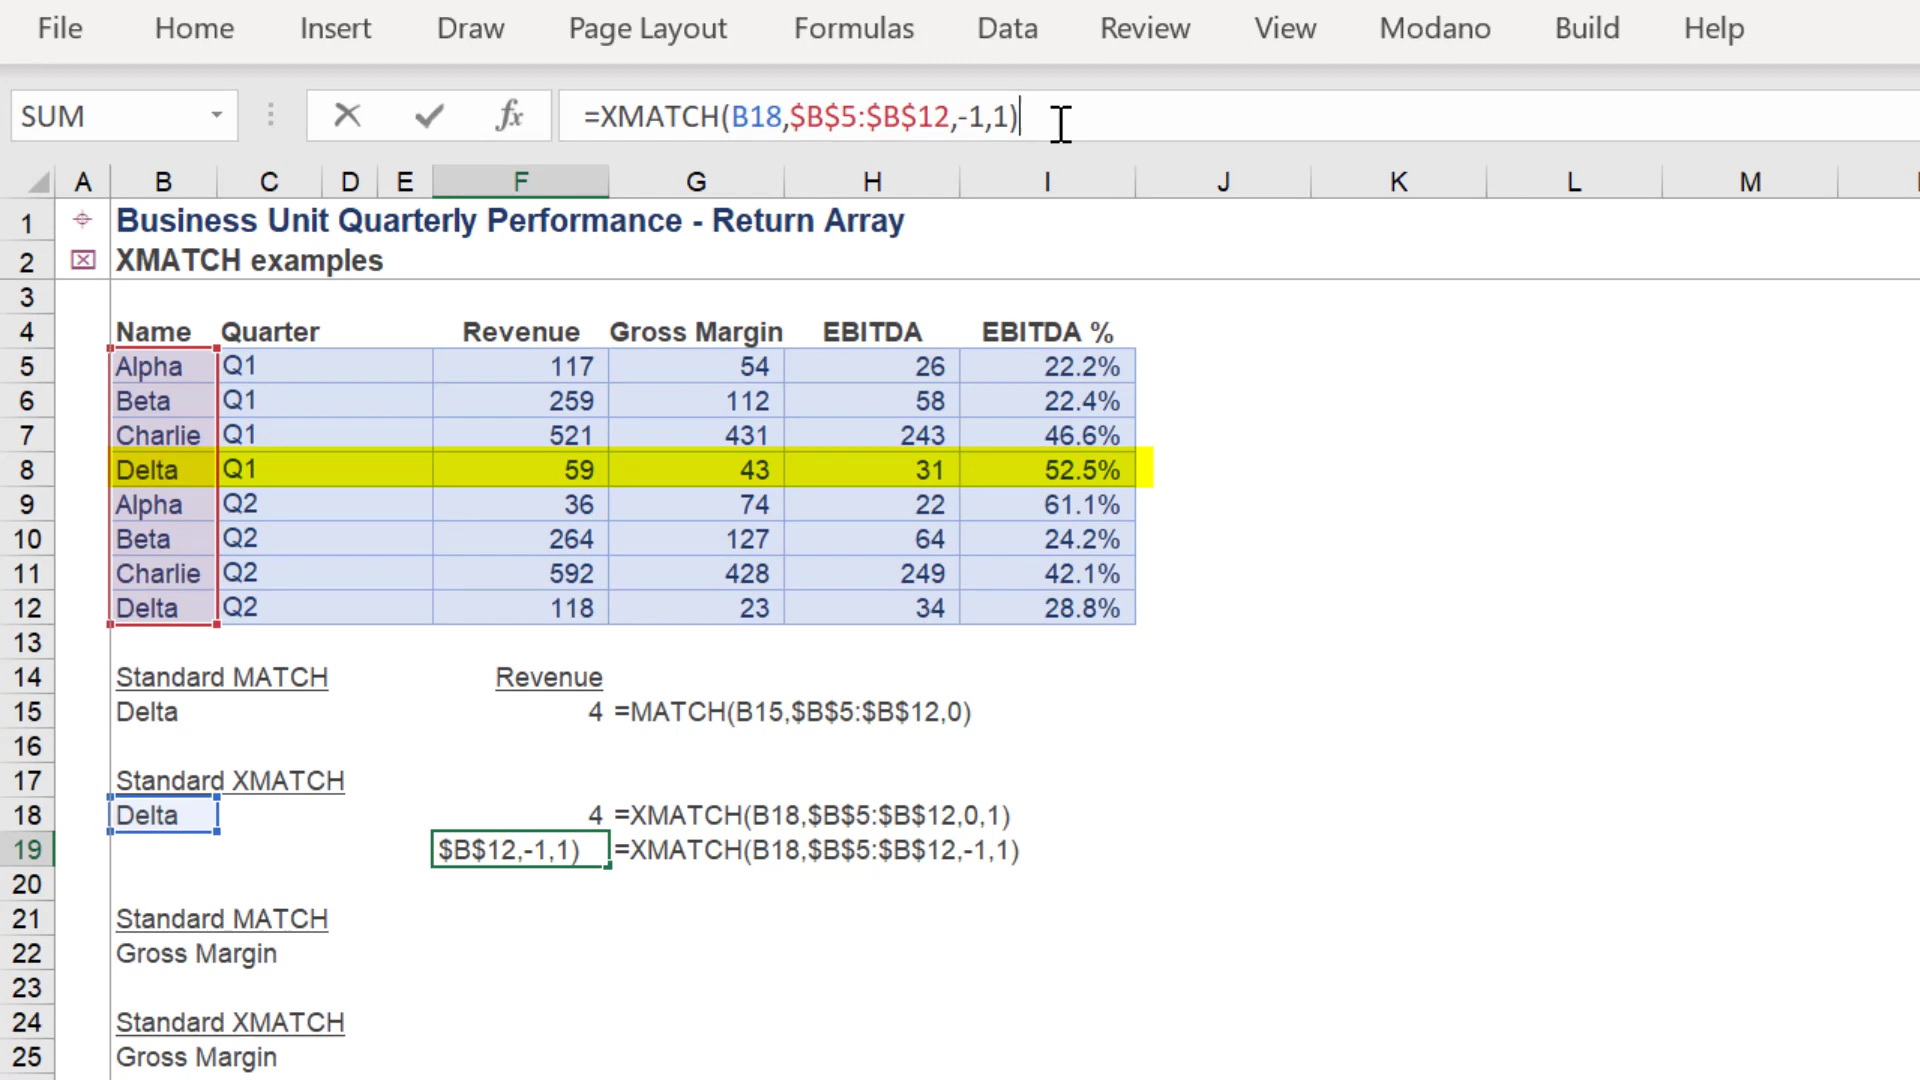 File Home Insert Draw Page Layout Formulas Data Review View Modano Build Help
SUM fx =XMATCH(B18,$B$5:$B$12,-1,1)
A B C D E F G H I J K L M
1 Business Unit Quarterly Performance - Return Array
2 XMATCH examples
3
4 Name Quarter Revenue Gross Margin EBITDA EBITDA %
5 Alpha Q1 117 54 26 22.2%
6 Beta Q1 259 112 58 22.4%
7 Charlie Q1 521 431 243 46.6%
8 Delta Q1 59 43 31 52.5%
9 Alpha Q2 36 74 22 61.1%
10 Beta Q2 264 127 64 24.2%
11 Charlie Q2 592 428 249 42.1%
12 Delta Q2 118 23 34 28.8%
13
14 Standard MATCH Revenue
15 Delta 4 =MATCH(B15,$B$5:$B$12,0)
16
17 Standard XMATCH
18 Delta 4 =XMATCH(B18,$B$5:$B$12,0,1)
19 $B$12,-1,1) =XMATCH(B18,$B$5:$B$12,-1,1)
20
21 Standard MATCH
22 Gross Margin
23
24 Standard XMATCH
25 Gross Margin